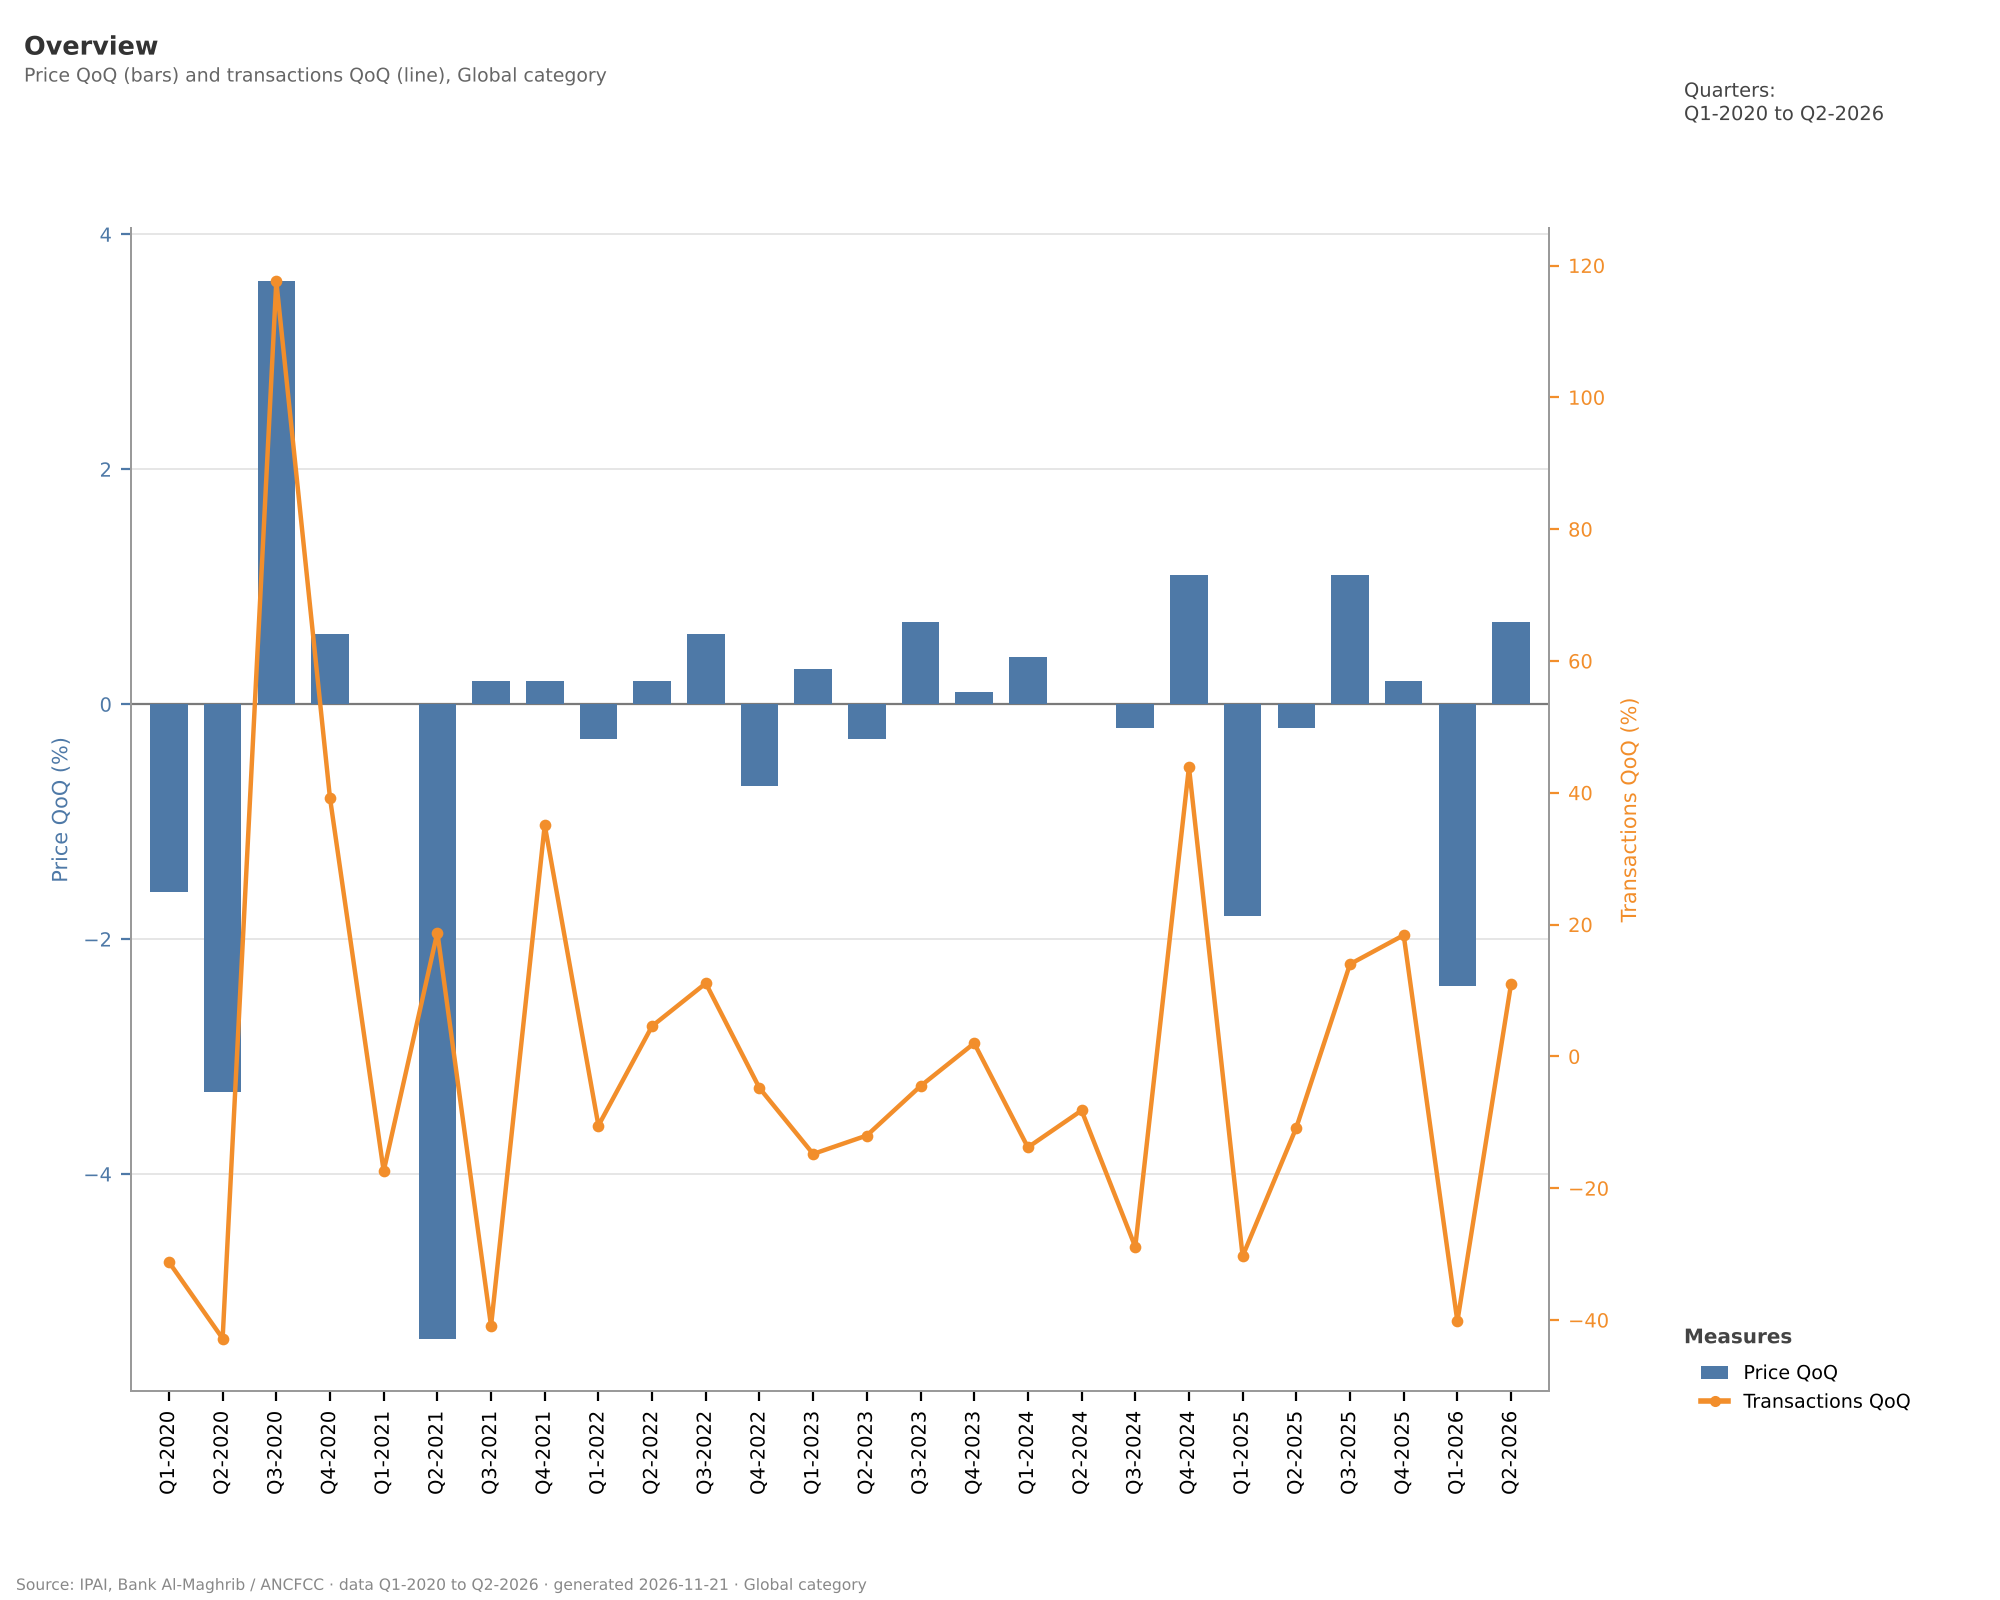 Overview
Price QoQ (bars) and transactions QoQ (line), Global category
Quarters:
Q1-2020 to Q2-2026
4
2
0
−2
−4
Price QoQ (%)
120
100
80
60
40
20
0
−20
−40
Transactions QoQ (%)
Q1-2020
Q2-2020
Q3-2020
Q4-2020
Q1-2021
Q2-2021
Q3-2021
Q4-2021
Q1-2022
Q2-2022
Q3-2022
Q4-2022
Q1-2023
Q2-2023
Q3-2023
Q4-2023
Q1-2024
Q2-2024
Q3-2024
Q4-2024
Q1-2025
Q2-2025
Q3-2025
Q4-2025
Q1-2026
Q2-2026
Measures
Price QoQ
Transactions QoQ
Source: IPAI, Bank Al-Maghrib / ANCFCC · data Q1-2020 to Q2-2026 · generated 2026-11-21 · Global category